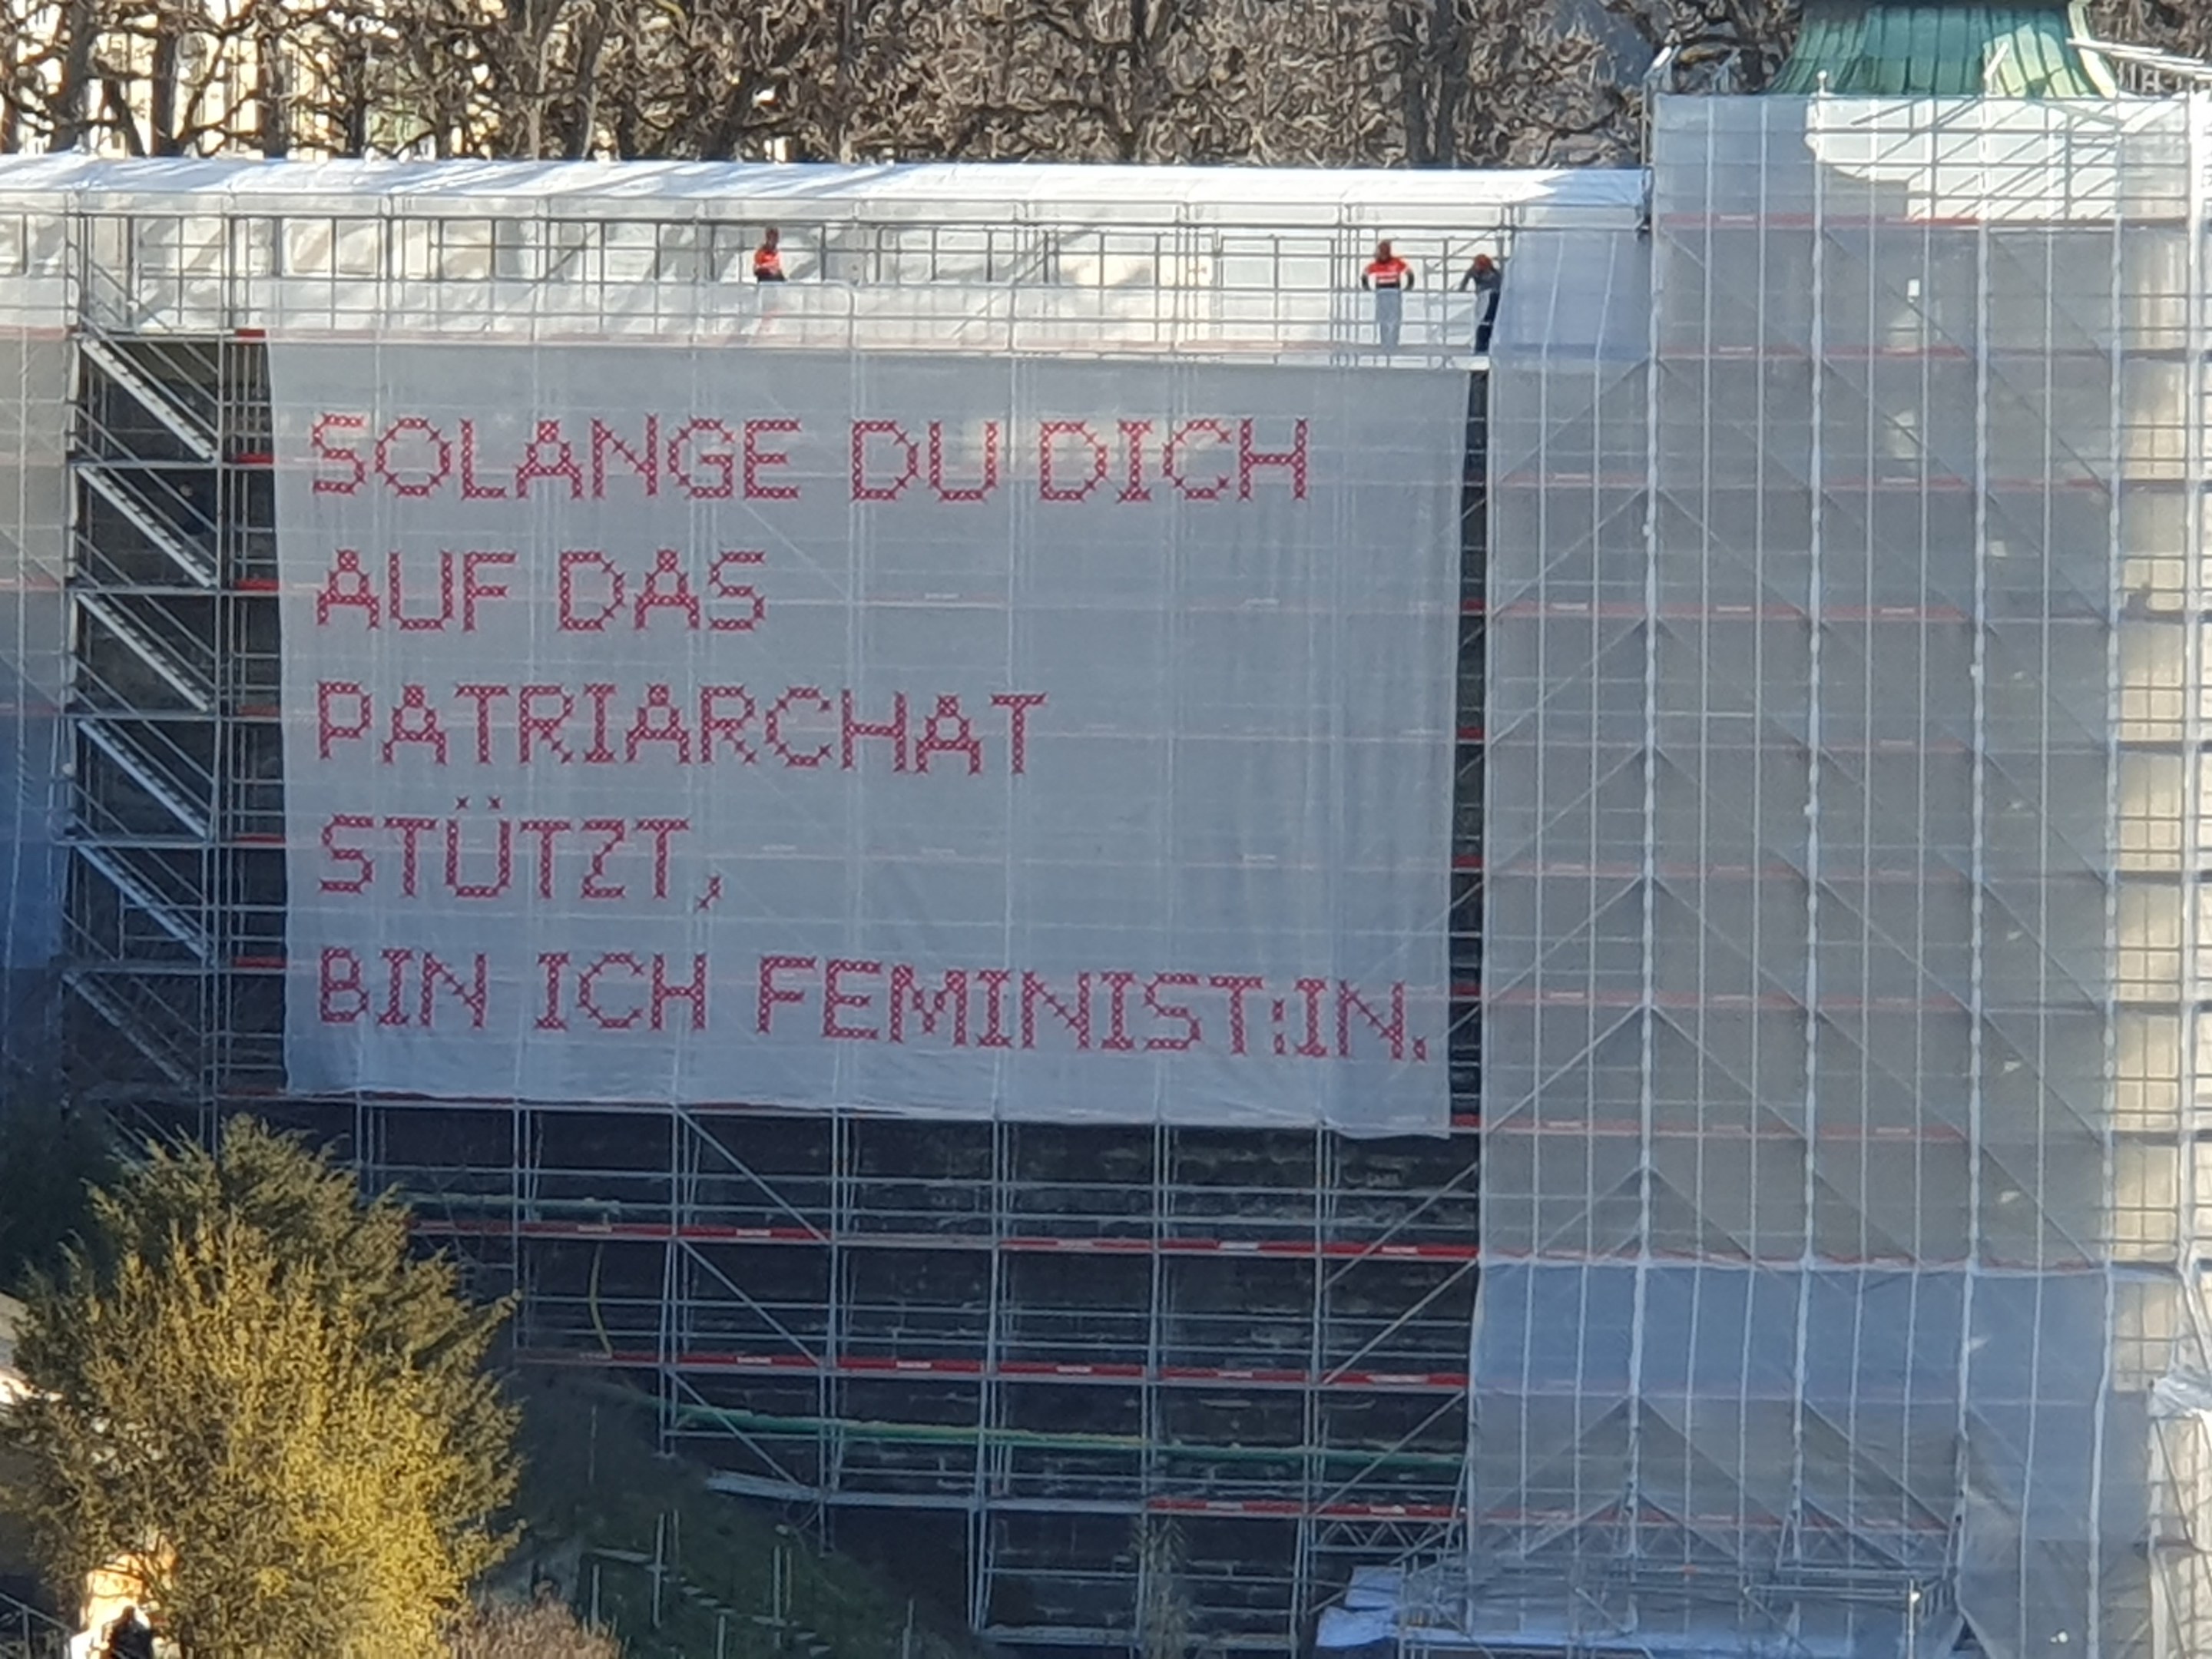 SOLANGE DU DICH
AUF DAS
PATRIARCHAT
STÜTZT,
BIN ICH FEMINIST:IN.